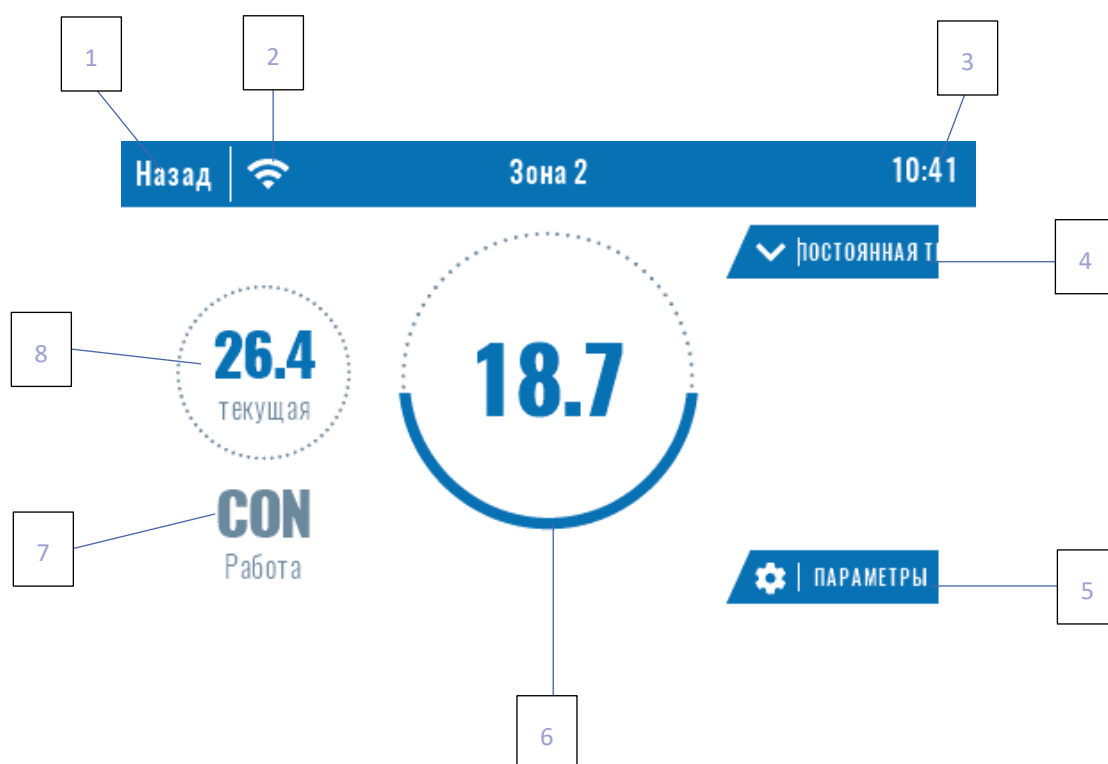 1
2
3
Назад
Зона 2
10:41
ПОСТОЯННАЯ
4
8
26.4
текущая
18.7
7
CON
Работа
ПАРАМЕТРЫ
5
6